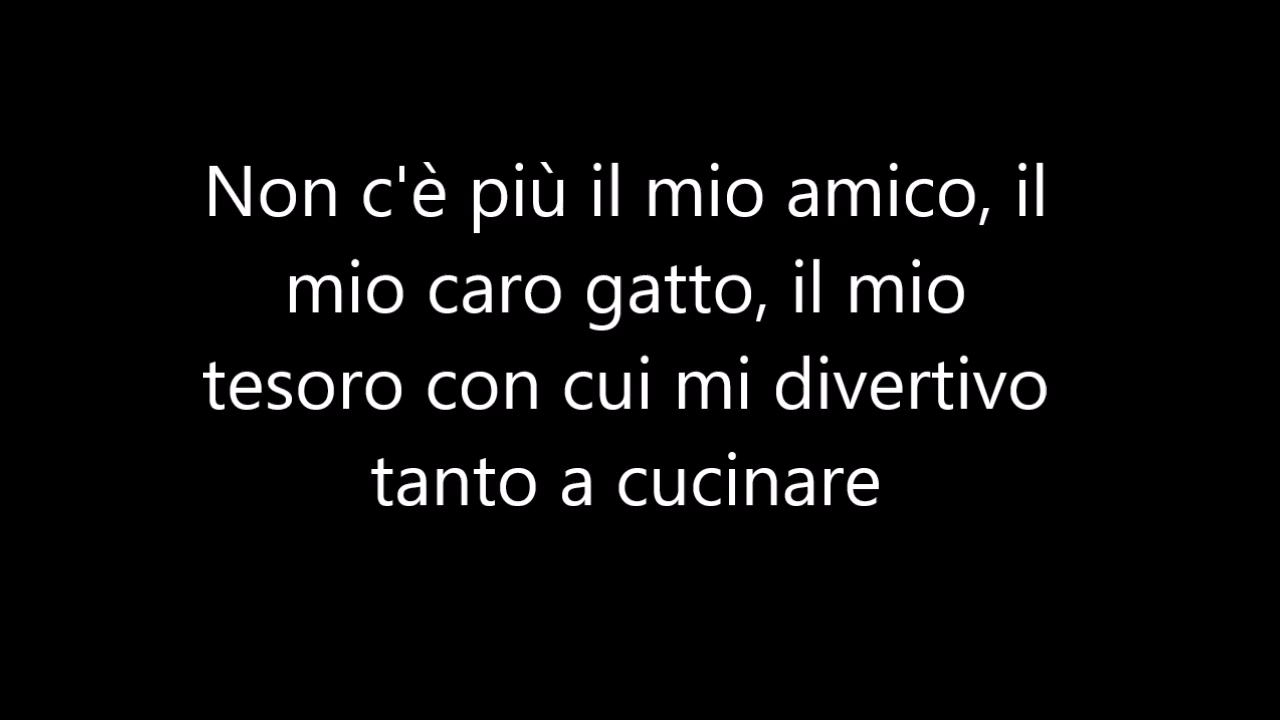 Non c'è più il mio amico, il
mio caro gatto, il mio
tesoro con cui mi divertivo
tanto a cucinare